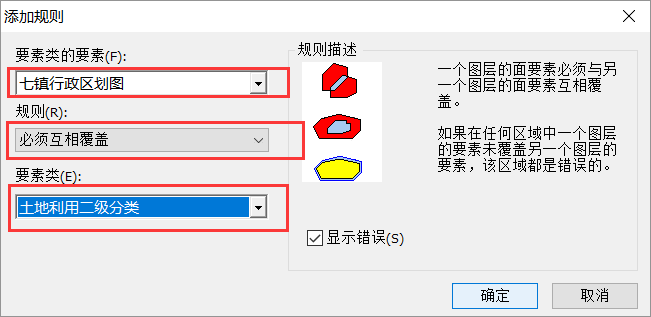 添加规则
要素类的要素(F):
七镇行政区划图
规则(R):
必须互相覆盖
要素类(E):
土地利用二级分类
规则描述
一个图层的面要素必须与另
一个图层的面要素互相覆
盖。
如果在任何区域中一个图层
的要素未覆盖另一个图层的
要素，该区域都是错误的。
显示错误(S)
确定
取消